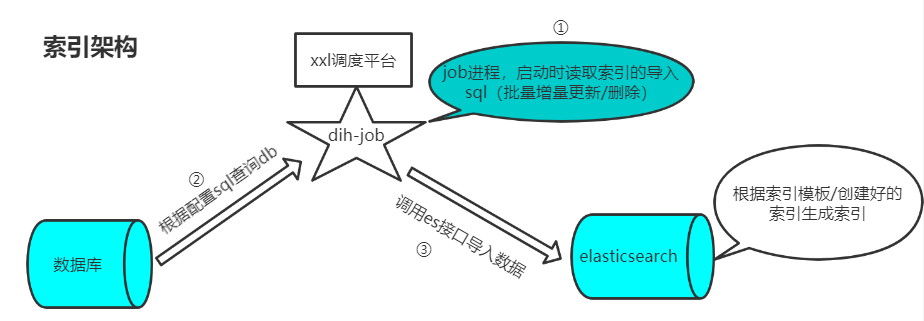 索引架构
①
xxl调度平台
job进程，启动时读取索引的导入
sql（批量增量更新/删除）
dih-job
②
根据配置sql查询db
调用es接口导入数据
③
数据库
elasticsearch
根据索引模板/创建好的
索引生成索引